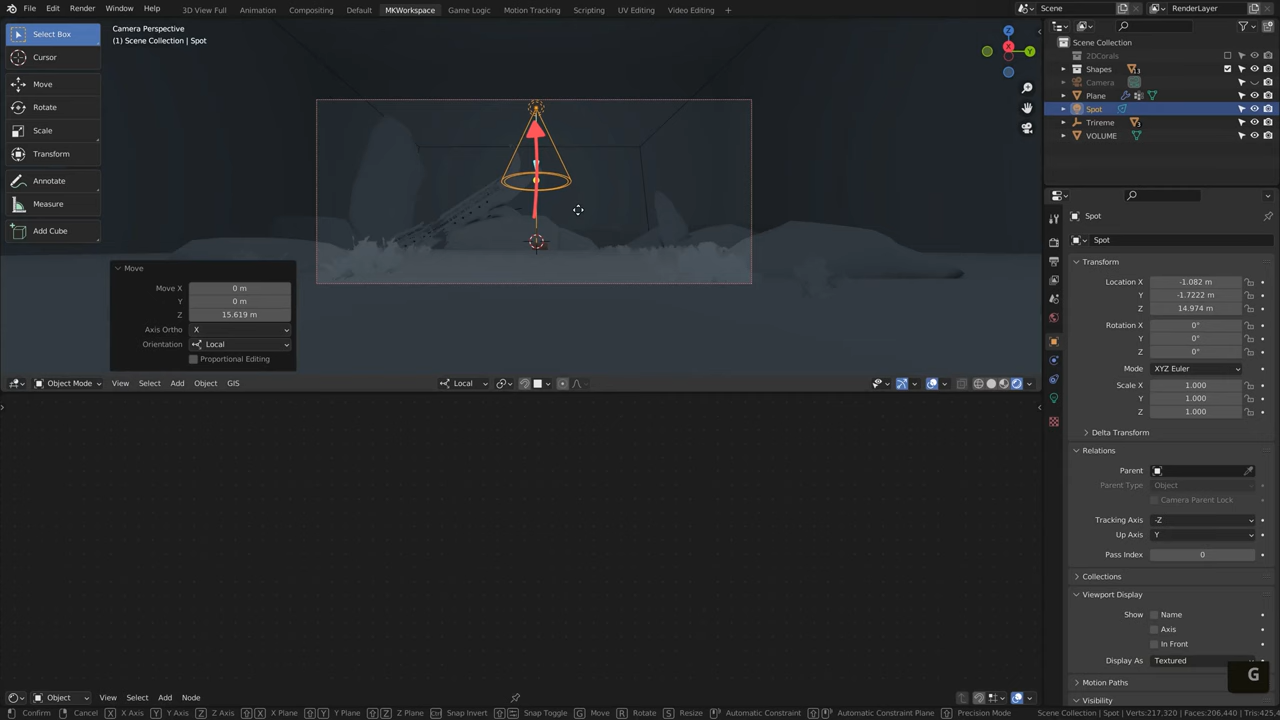 File Edit Render Window Help 3D View Full Animation Compositing Default MKWorkspace Game Logic Motion Tracking Scripting UV Editing Video Editing + Scene RenderLayer
Select Box
Cursor
Move
Rotate
Scale
Transform
Annotate
Measure
Add Cube
Camera Perspective
(1) Scene Collection | Spot
Z
X
Y
Move
Move X 0 m
Y 0 m
Z 15.619 m
Axis Ortho X
Orientation Local
Proportional Editing
Object Mode View Select Add Object GIS Local
Object View Select Add Node
Confirm Cancel X X Axis Y Y Axis Z Z Axis X X Plane Y Y Plane Z Z Plane Snap Invert Snap Toggle G Move R Rotate S Resize Automatic Constraint Automatic Constraint Plane Precision Mode Scene Collection | Spot | Verts:217,320 | Faces:206,440 | Tris:425,
Scene Collection
2DCorals
Shapes 13
Camera
Plane
Spot
Trireme 3
VOLUME
Spot
Spot
Transform
Location X -1.082 m
Y -1.7222 m
Z 14.974 m
Rotation X 0°
Y 0°
Z 0°
Mode XYZ Euler
Scale X 1.000
Y 1.000
Z 1.000
Delta Transform
Relations
Parent
Parent Type Object
Camera Parent Lock
Tracking Axis -Z
Up Axis Y
Pass Index 0
Collections
Viewport Display
Show Name
Axis
In Front
Display As Textured
Motion Paths
Visibility
G